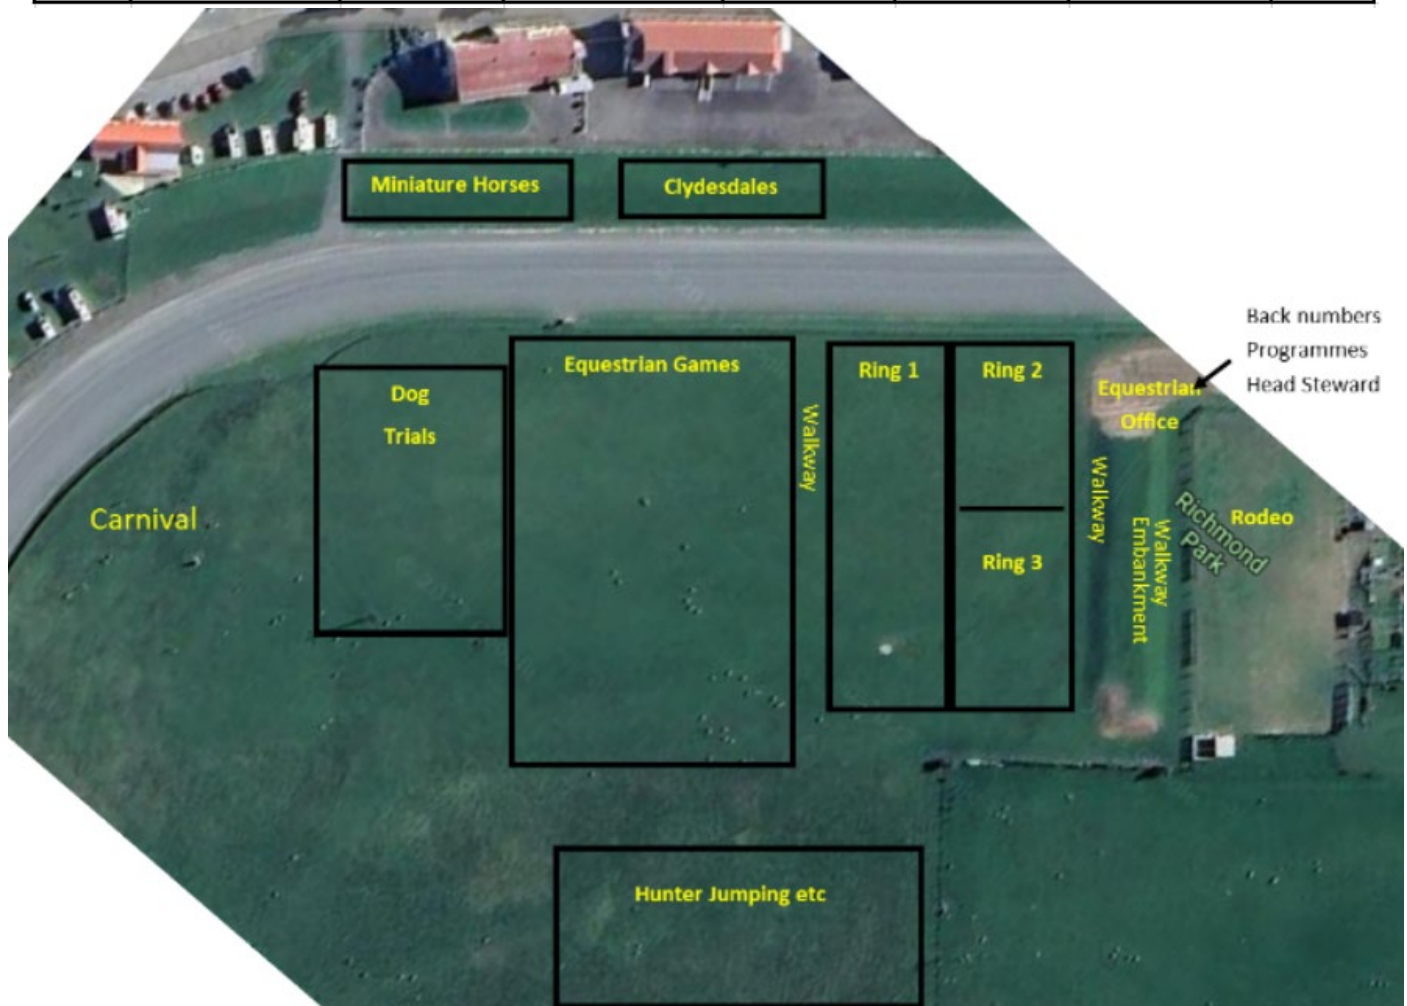 Miniature Horses
Clydesdales
Back numbers
Programmes
Head Steward
Equestrian Games
Ring 1
Ring 2
Equestrian
Office
Dog
Trials
Walkway
Walkway
Carnival
Walkway
Embankment
Richmond
Park
Rodeo
Ring 3
Hunter Jumping etc